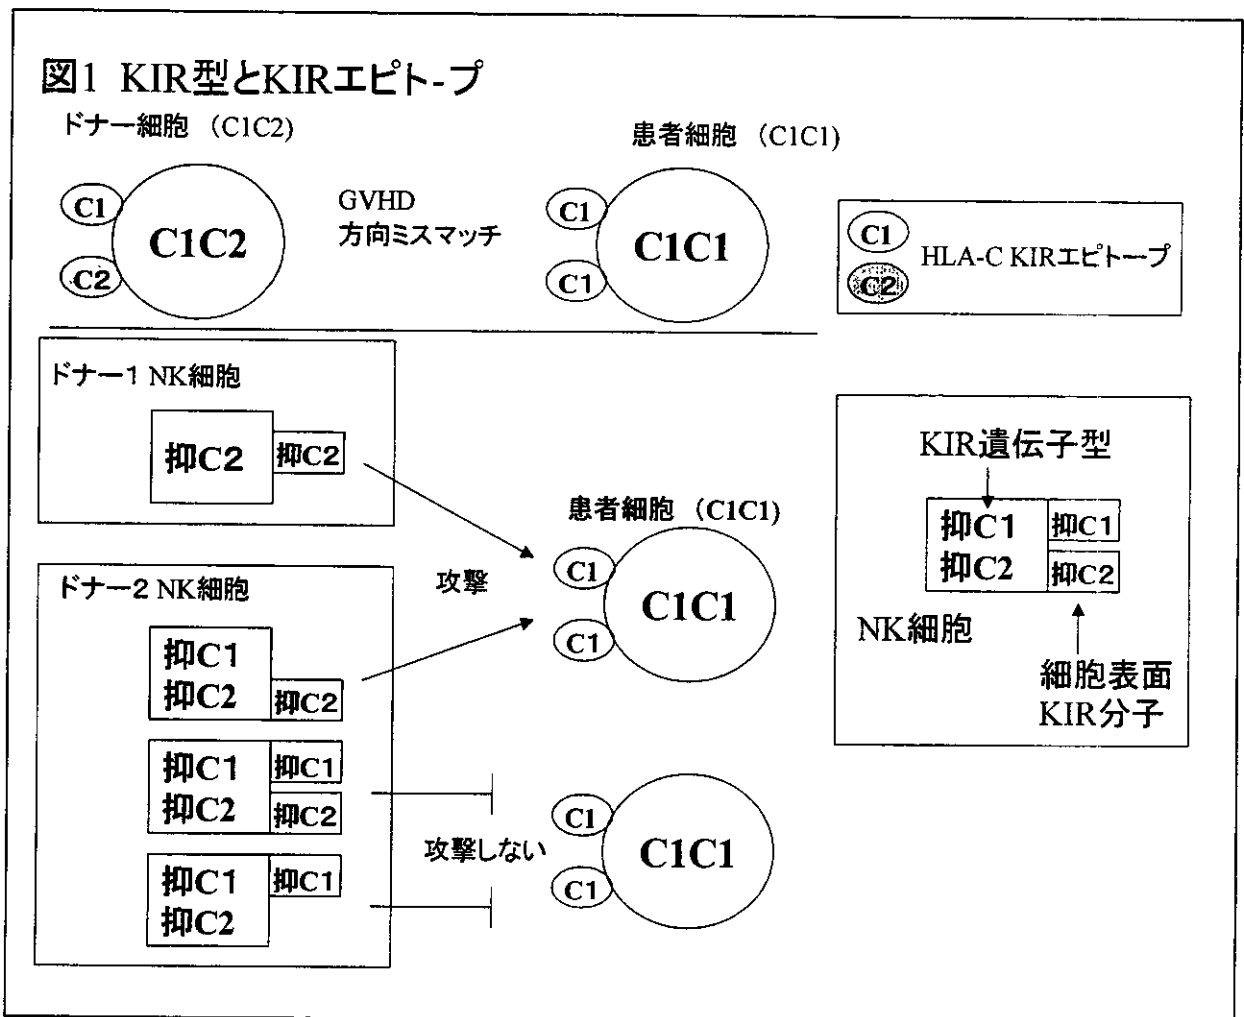 図1 KIR型とKIRエピト-プ
ドナー細胞 (C1C2)
C1
C2
C1C2
GVHD
方向ミスマッチ
患者細胞 (C1C1)
C1
C1
C1C1
C1
C2
HLA-C KIRエピトープ
ドナー1 NK細胞
抑C2
抑C2
ドナー2 NK細胞
抑C1
抑C2
抑C2
抑C1
抑C2
抑C1
抑C2
抑C1
抑C2
抑C1
攻撃
患者細胞 (C1C1)
C1
C1
C1C1
攻撃しない
C1
C1
C1C1
KIR遺伝子型
抑C1
抑C2
抑C1
抑C2
NK細胞
細胞表面
KIR分子